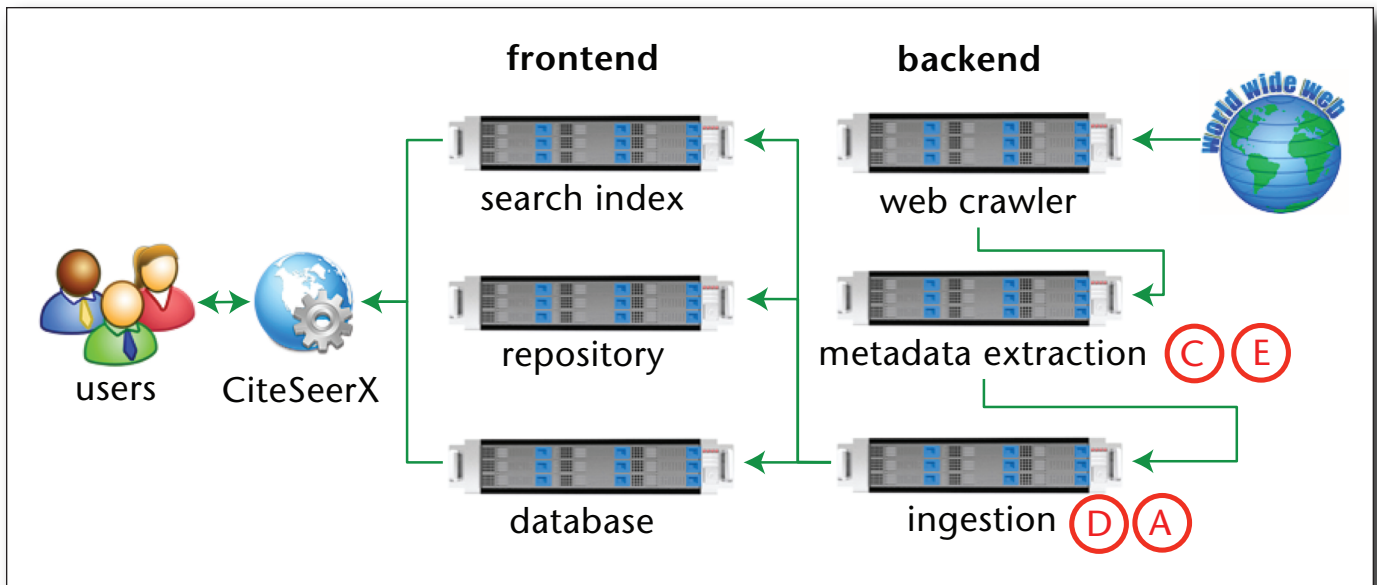 frontend
backend
world wide web
search index
web crawler
users
CiteSeerX
repository
metadata extraction
C
E
database
ingestion
D
A